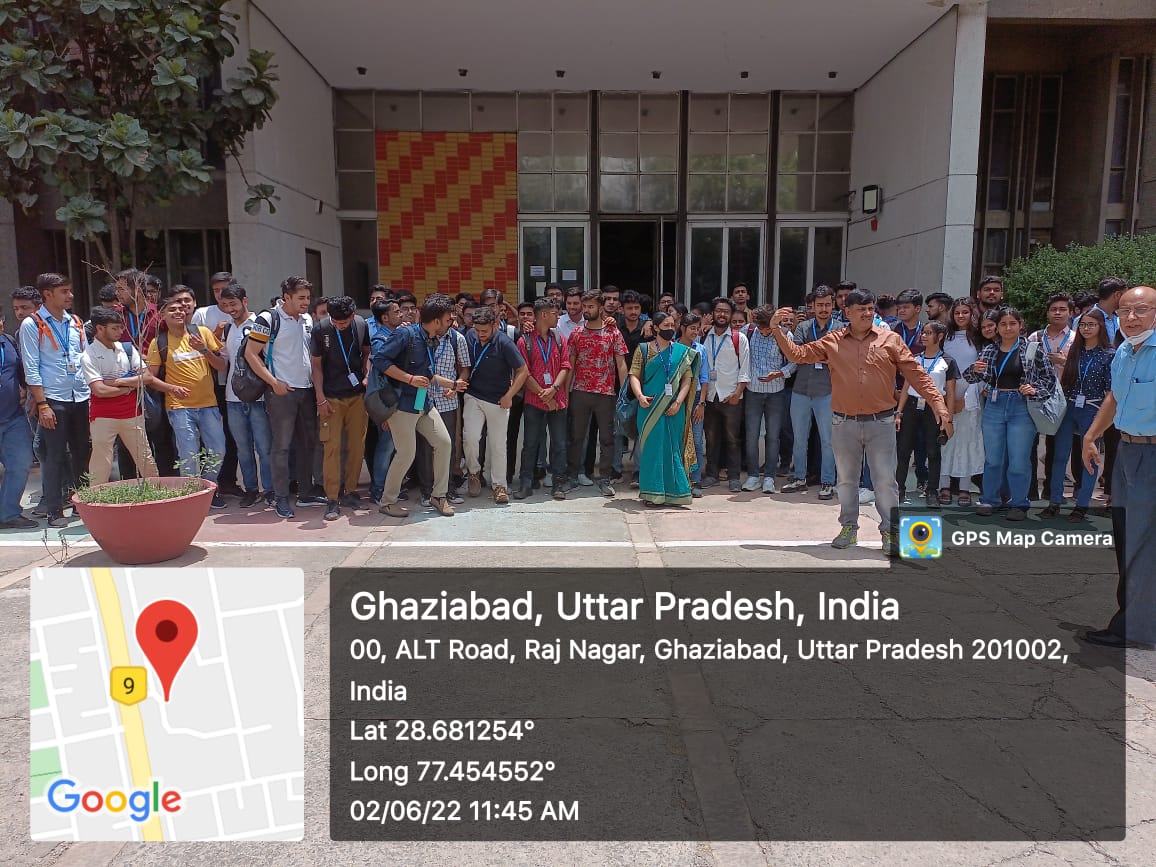 GPS Map Camera
Ghaziabad, Uttar Pradesh, India
00, ALT Road, Raj Nagar, Ghaziabad, Uttar Pradesh 201002,
India
Lat 28.681254°
Long 77.454552°
02/06/22 11:45 AM
9
Google